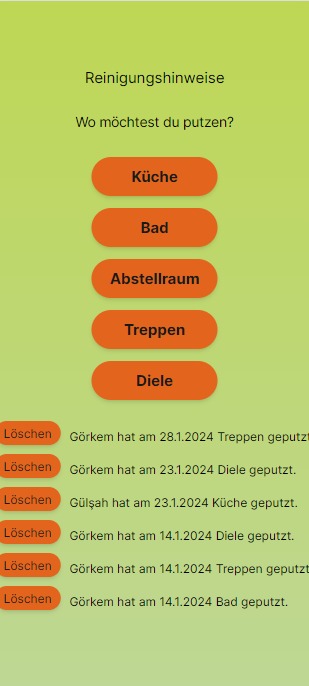 Reinigungshinweise
Wo möchtest du putzen?
Küche
Bad
Abstellraum
Treppen
Diele
Löschen Görkem hat am 28.1.2024 Treppen geputzt
Löschen Görkem hat am 23.1.2024 Diele geputzt.
Löschen Gülşah hat am 23.1.2024 Küche geputzt.
Löschen Görkem hat am 14.1.2024 Diele geputzt.
Löschen Görkem hat am 14.1.2024 Treppen geputzt
Löschen Görkem hat am 14.1.2024 Bad geputzt.